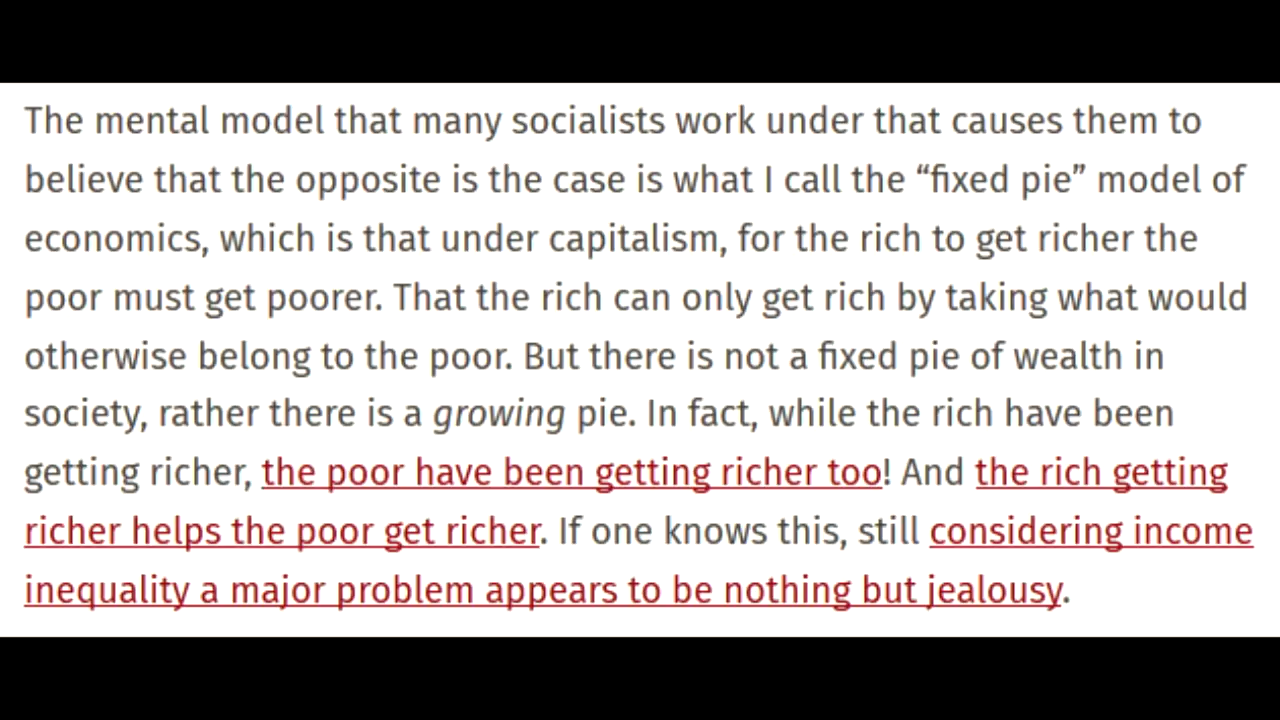 The mental model that many socialists work under that causes them to
believe that the opposite is the case is what I call the “fixed pie” model of
economics, which is that under capitalism, for the rich to get richer the
poor must get poorer. That the rich can only get rich by taking what would
otherwise belong to the poor. But there is not a fixed pie of wealth in
society, rather there is a growing pie. In fact, while the rich have been
getting richer, the poor have been getting richer too! And the rich getting
richer helps the poor get richer. If one knows this, still considering income
inequality a major problem appears to be nothing but jealousy.